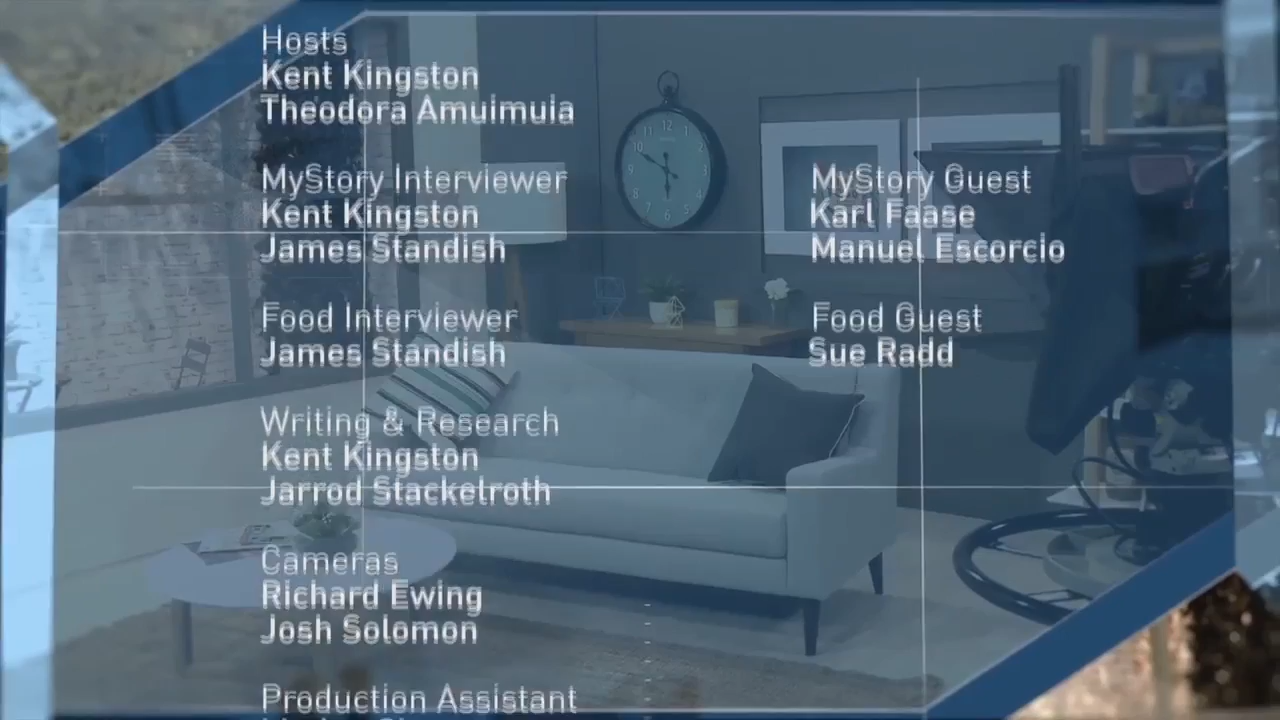 Hosts
Kent Kingston
Theodora Amuimuia
MyStory Interviewer
Kent Kingston
James Standish
MyStory Guest
Karl Faase
Manuel Escorcio
Food Interviewer
James Standish
Food Guest
Sue Radd
Writing & Research
Kent Kingston
Jarrod Stackelroth
Cameras
Richard Ewing
Josh Solomon
Production Assistant